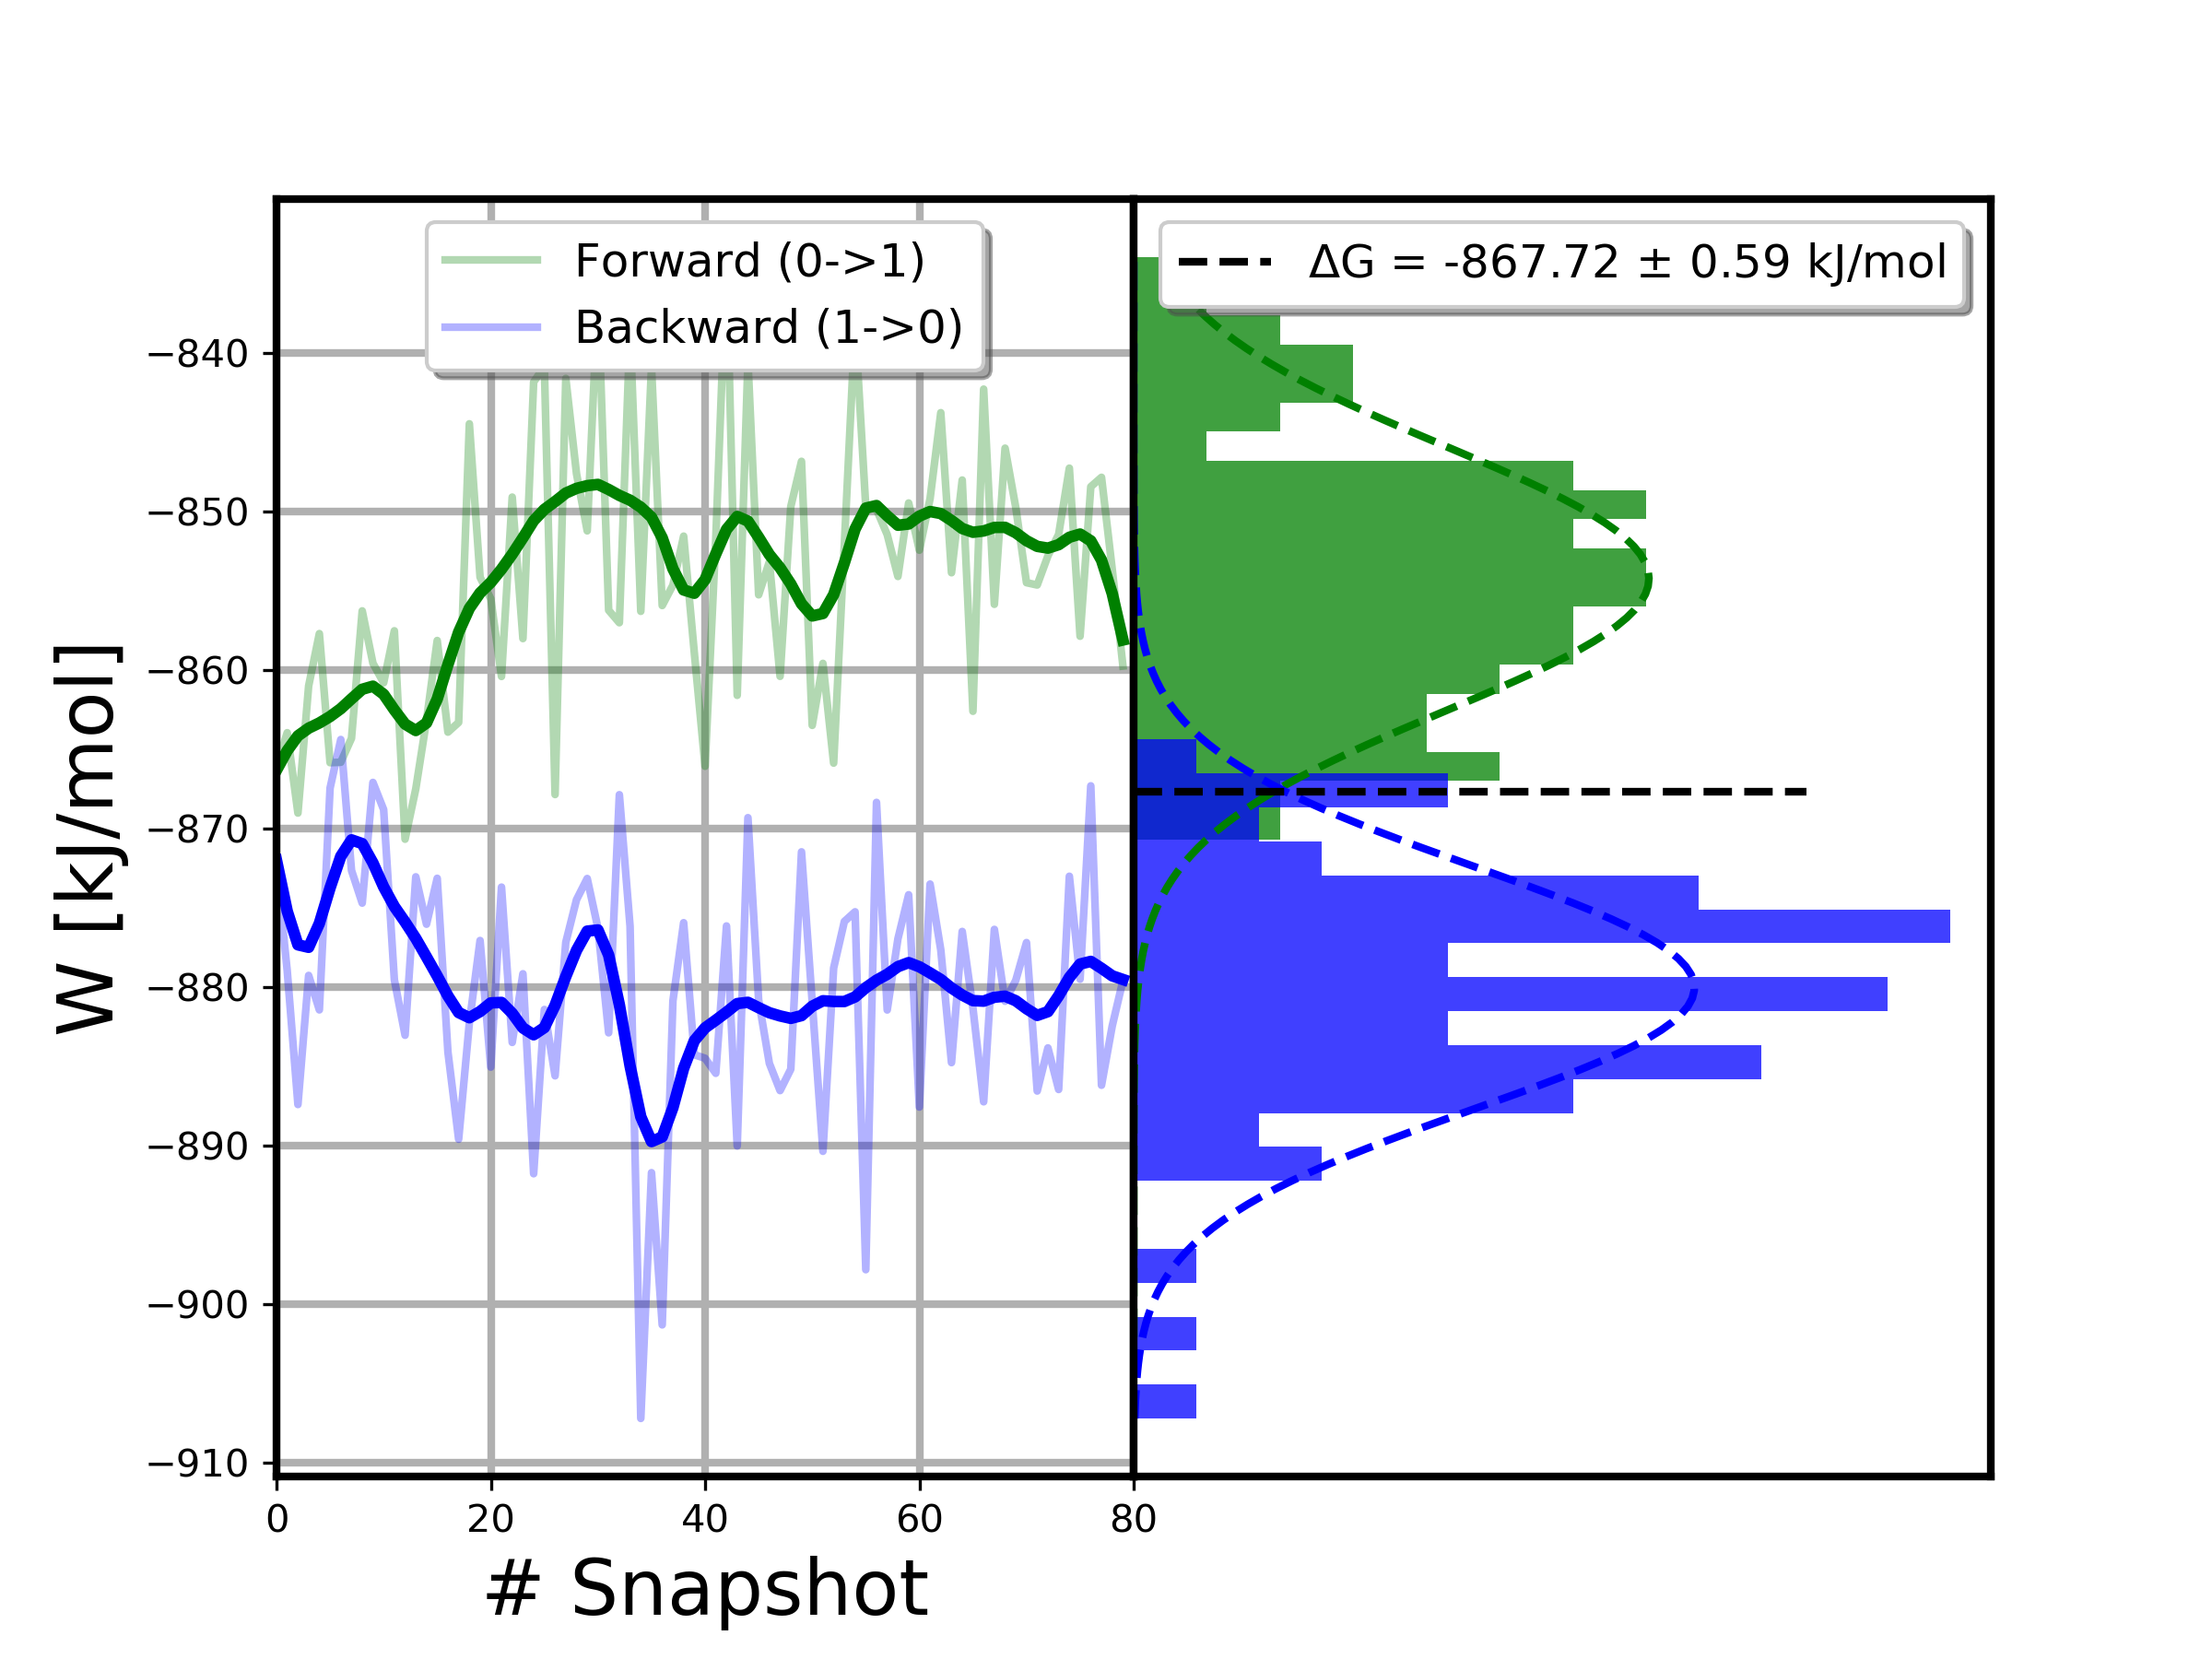 Forward (0->1)
Backward (1->0)
ΔG = -867.72 ± 0.59 kJ/mol
W [kJ/mol]
−840
−850
−860
−870
−880
−890
−900
−910
0 20 40 60 80
# Snapshot